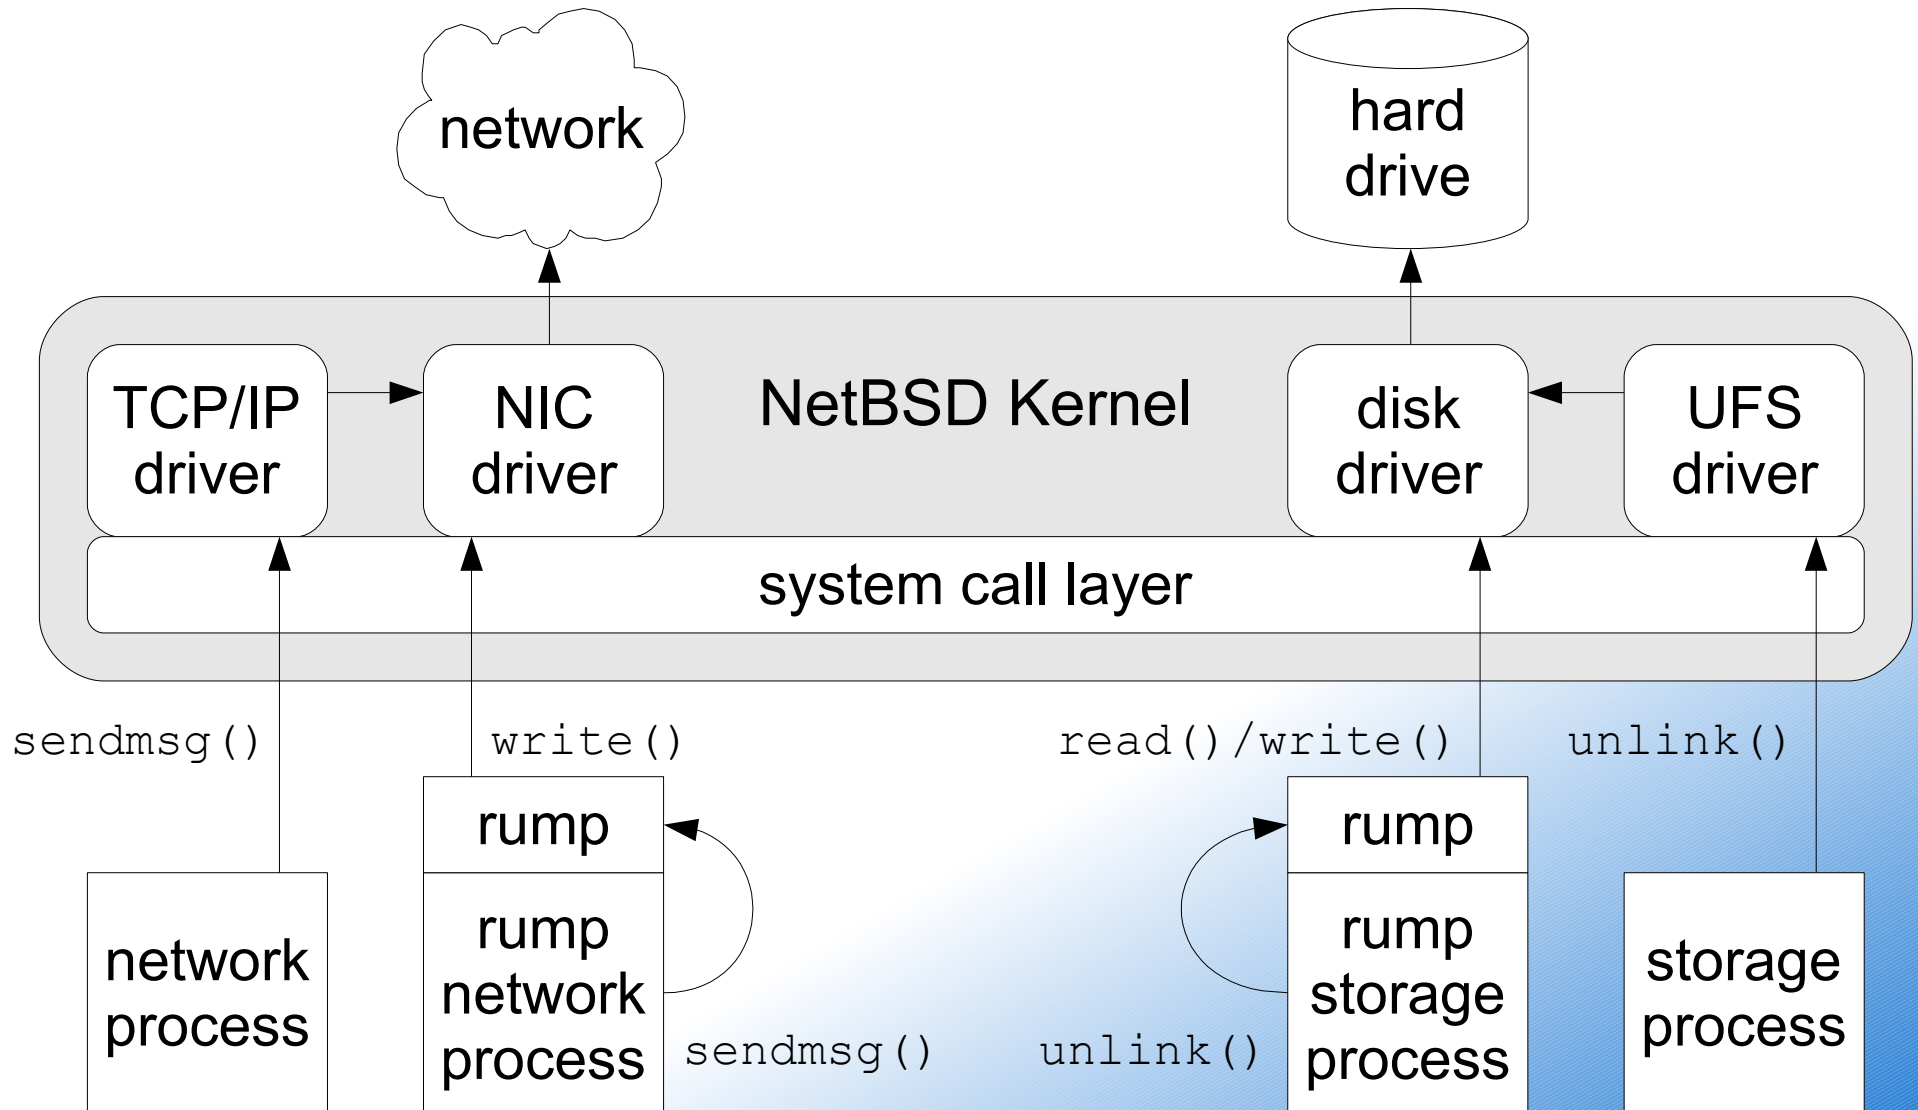 network
hard
drive
TCP/IP
driver
NIC
driver
NetBSD Kernel
disk
driver
UFS
driver
system call layer
sendmsg()
write()
read()/write()
unlink()
rump
rump
network
process
rump
network
process
sendmsg()
unlink()
rump
storage
process
storage
process